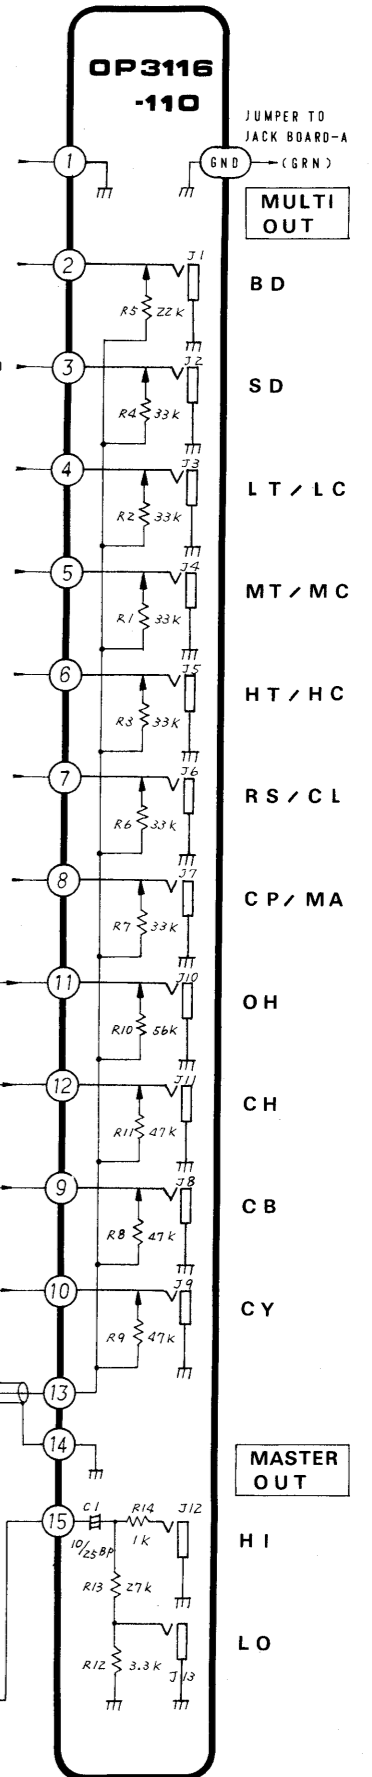 OP3116
-110
JUMPER TO
JACK BOARD-A
1
GND (GRN)
MULTI
OUT
2
J1
BD
R5 22K
3
J2
SD
R4 33K
4
J3
LT/LC
R2 33K
5
J4
MT/MC
R1 33K
6
J5
HT/HC
R3 33K
7
J6
RS/CL
R6 33K
8
J7
CP/MA
R7 33K
11
J10
OH
R10 56K
12
J11
CH
R11 47K
9
J8
CB
R8 47K
10
J9
CY
R9 47K
13
14
MASTER
OUT
15
C1
R14
J12
10/25BP
1K
HI
R13 27K
LO
R12 3.3K
J13